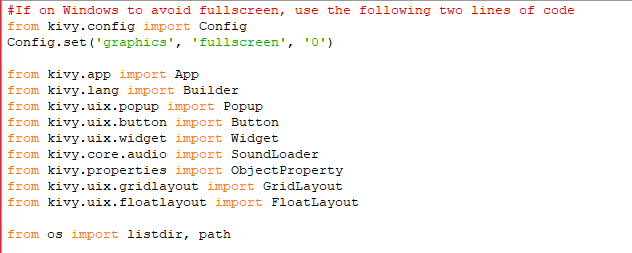 #If on Windows to avoid fullscreen, use the following two lines of code
from kivy.config import Config
Config.set('graphics', 'fullscreen', '0')
from kivy.app import App
from kivy.lang import Builder
from kivy.uix.popup import Popup
from kivy.uix.button import Button
from kivy.uix.widget import Widget
from kivy.core.audio import SoundLoader
from kivy.properties import ObjectProperty
from kivy.uix.gridlayout import GridLayout
from kivy.uix.floatlayout import FloatLayout
from os import listdir, path